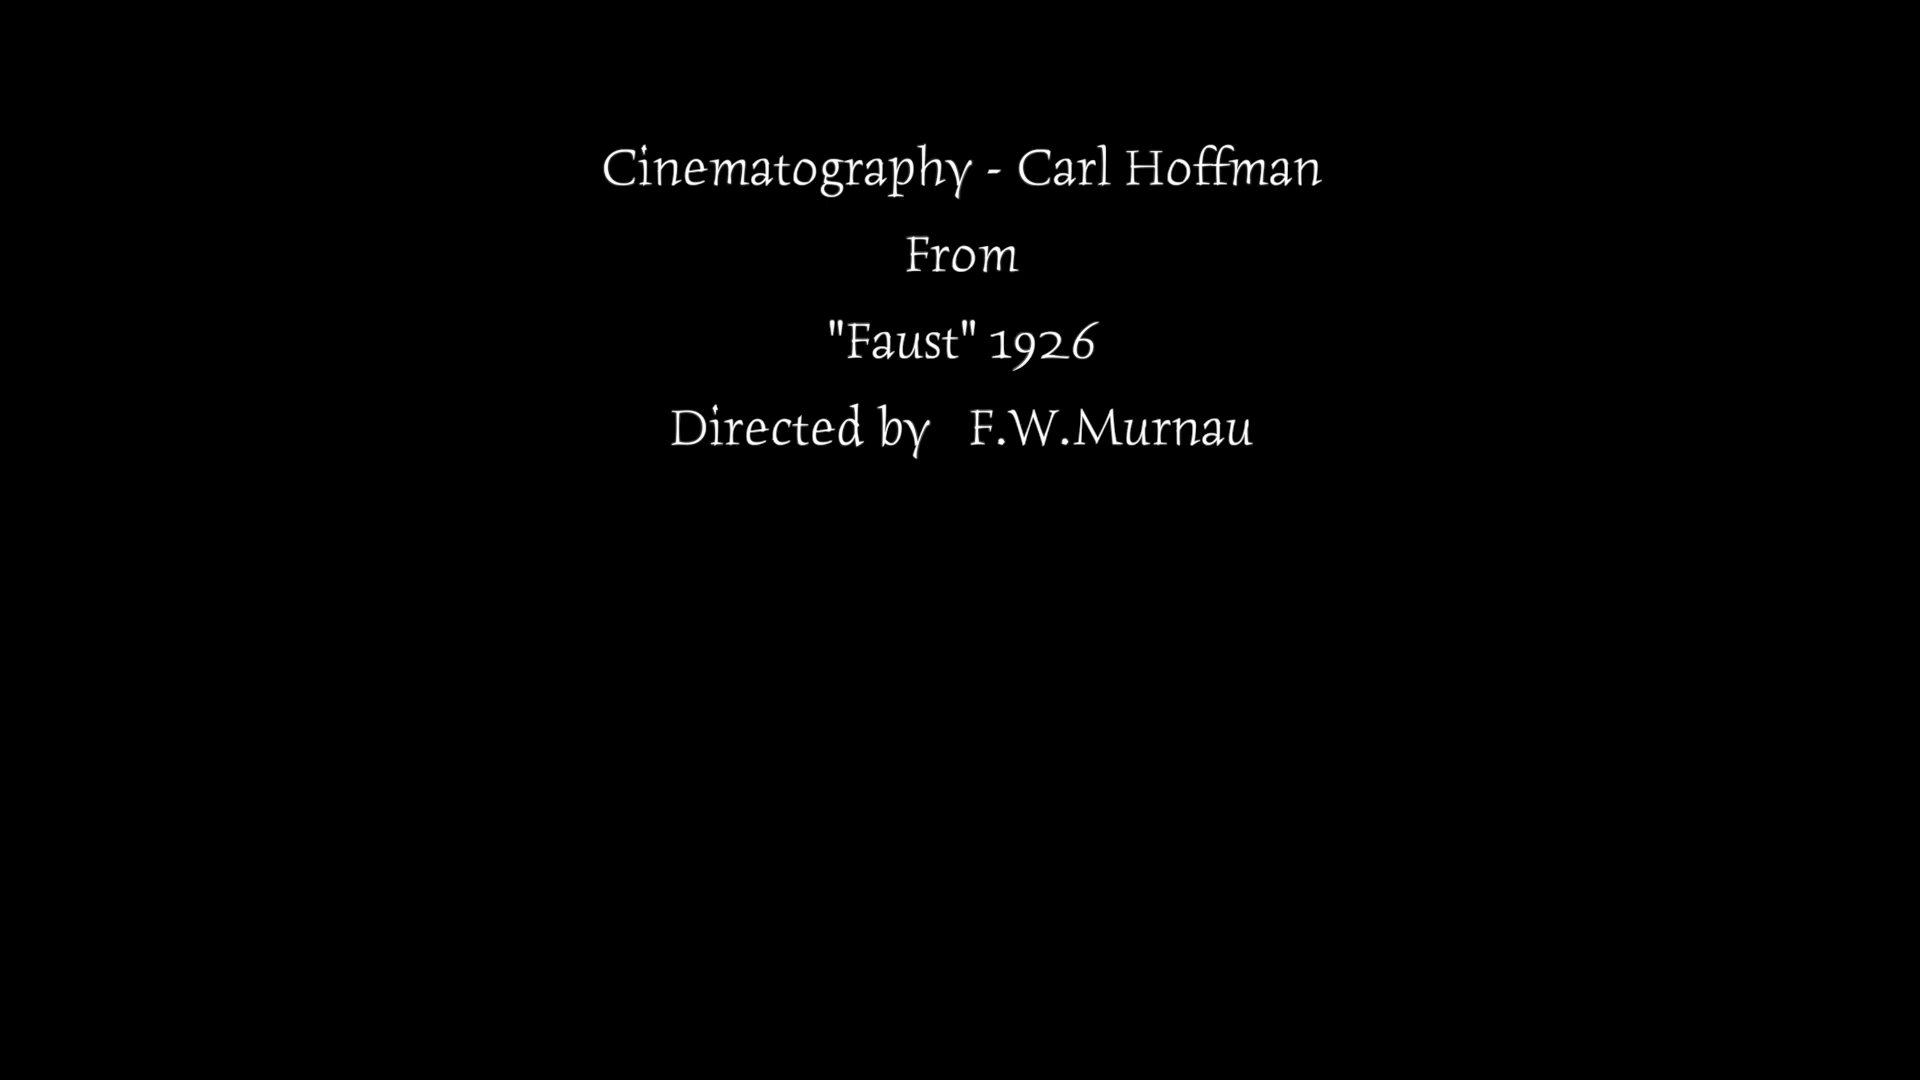 Cinematography - Carl Hoffman
From
"Faust" 1926
Directed by   F.W.Murnau